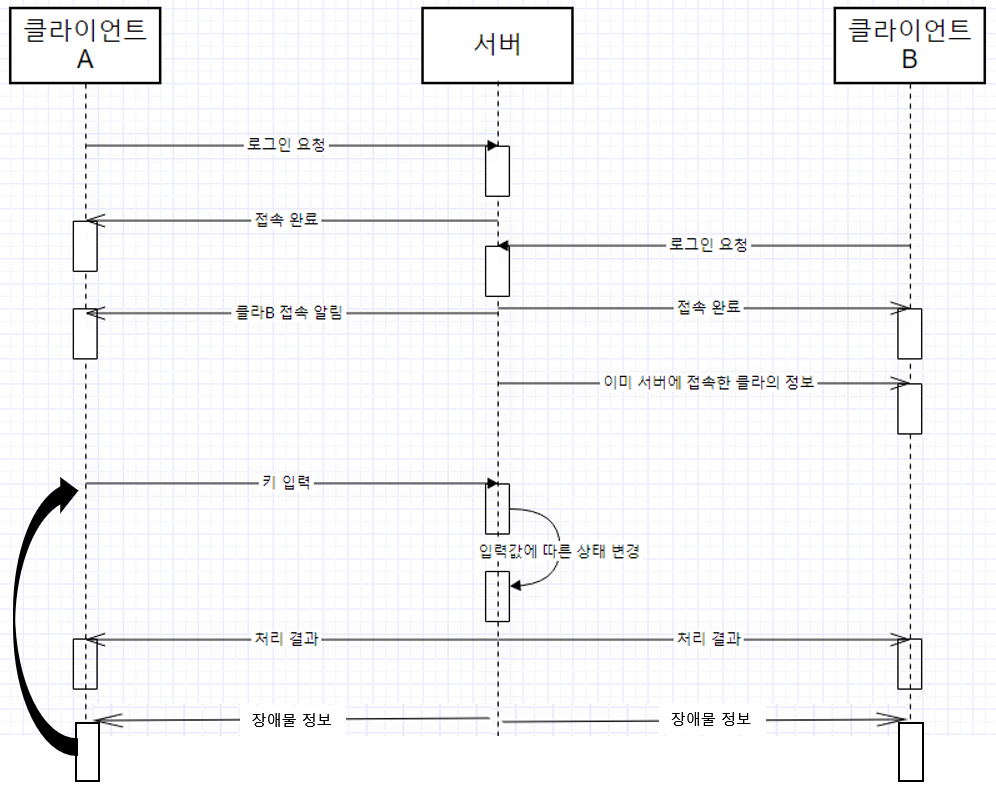 클라이언트
A
서버
클라이언트
B
로그인 요청
접속 완료
로그인 요청
접속 완료
클라B 접속 알림
이미 서버에 접속한 클라의 정보
키 입력
입력값에 따른 상태 변경
처리 결과
처리 결과
장애물 정보
장애물 정보